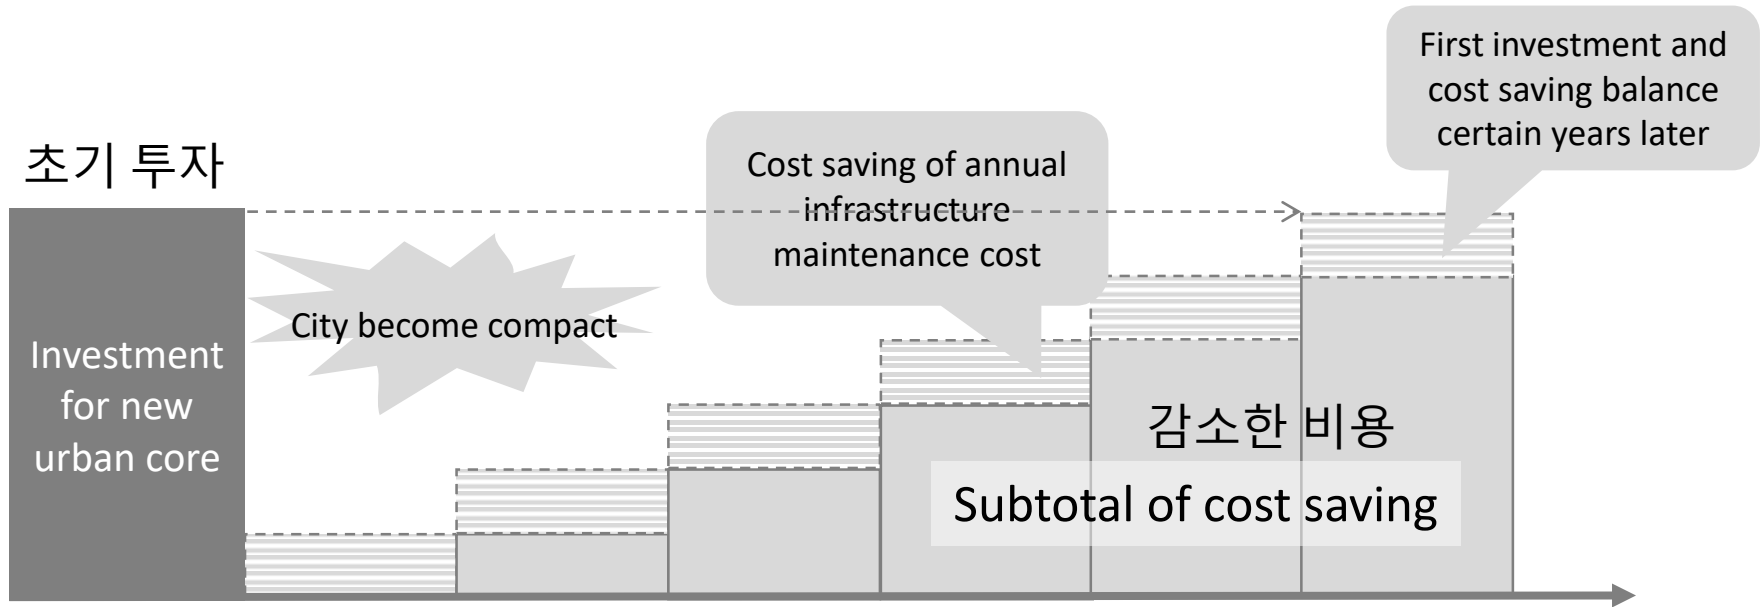 초기 투자
Investment
for new
urban core
City become compact
Cost saving of annual
infrastructure
maintenance cost
First investment and
cost saving balance
certain years later
감소한 비용
Subtotal of cost saving